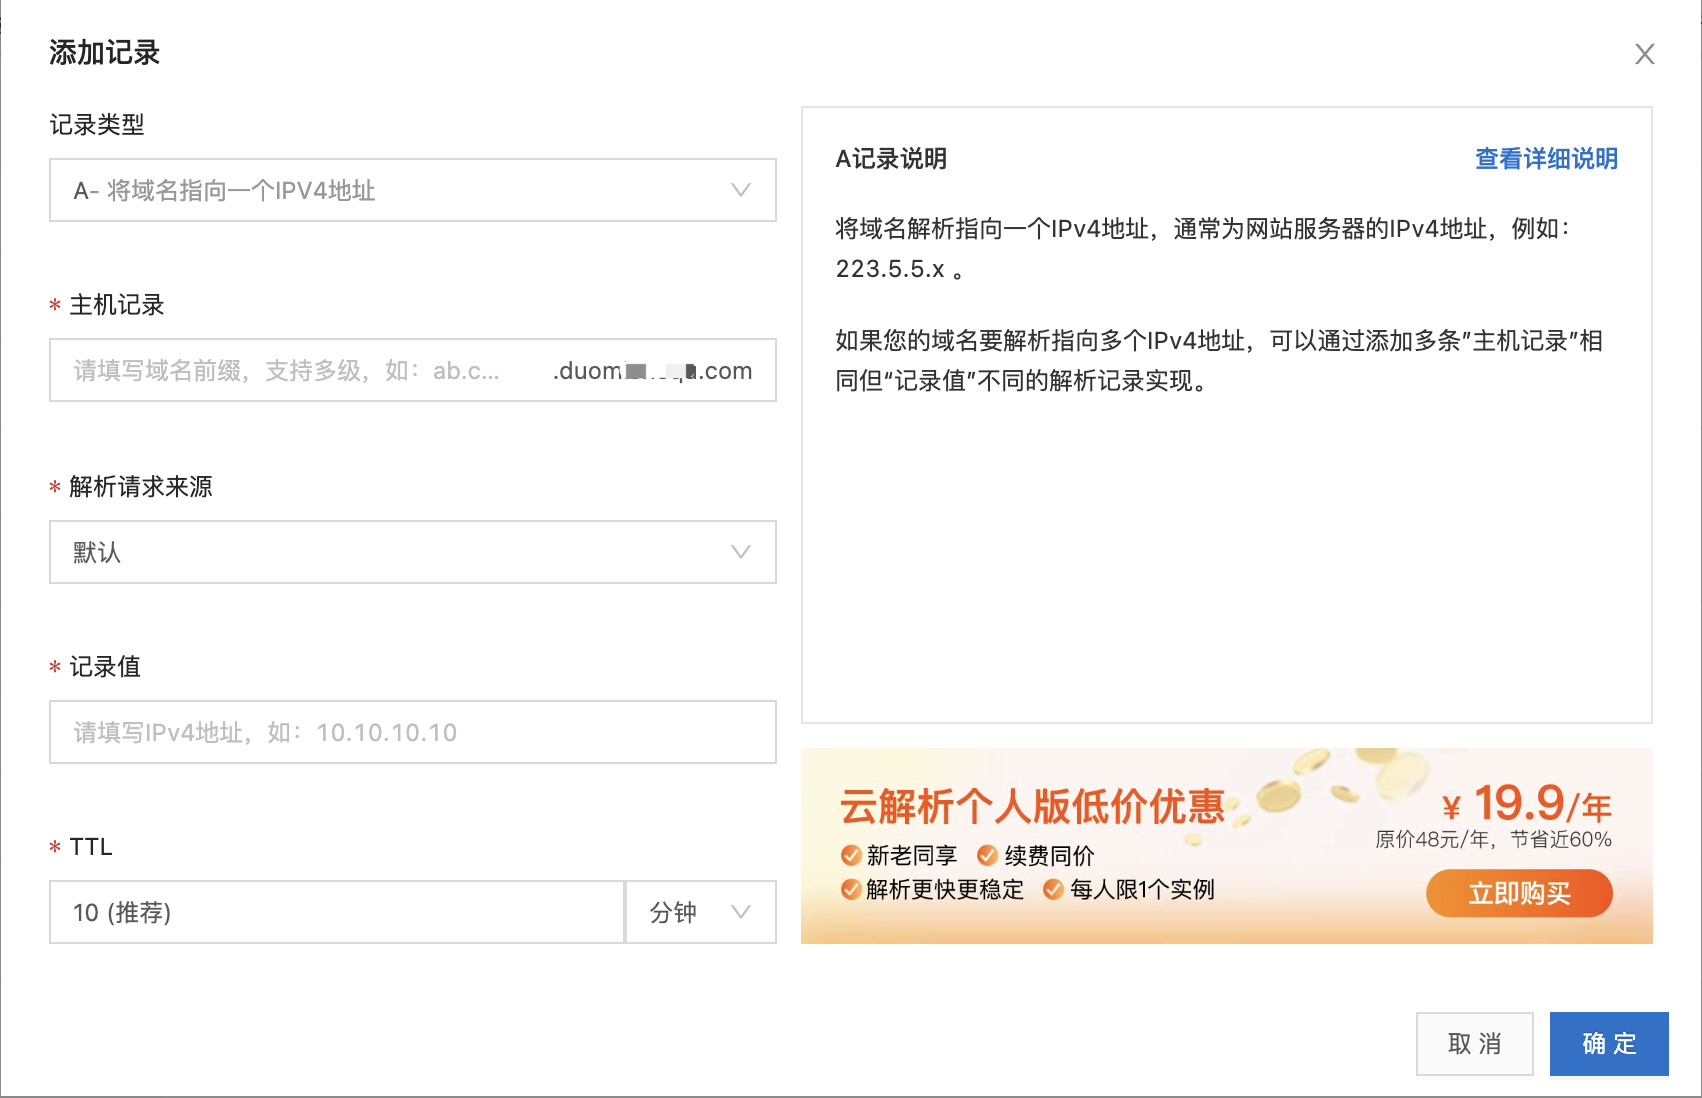 添加记录
记录类型
A- 将域名指向一个IPV4地址
* 主机记录
请填写域名前缀，支持多级，如：ab.c...
.com
* 解析请求来源
默认
* 记录值
请填写IPv4地址，如：10.10.10.10
* TTL
10 (推荐)
分钟
A记录说明
查看详细说明
将域名解析指向一个IPv4地址，通常为网站服务器的IPv4地址，例如：
223.5.5.x 。
如果您的域名要解析指向多个IPv4地址，可以通过添加多条”主机记录”相
同但“记录值”不同的解析记录实现。
云解析个人版低价优惠
新老同享 续费同价
解析更快更稳定 每人限1个实例
¥ 19.9/年
原价48元/年，节省近60%
立即购买
取 消
确 定